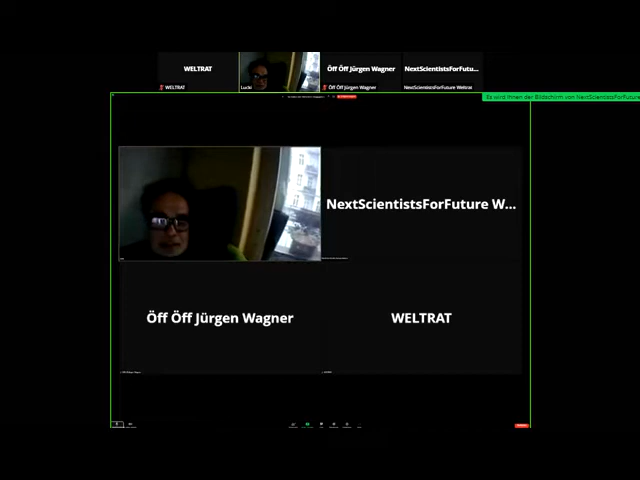 WELTRAT
Öff Öff Jürgen Wagner
NextScientistsForFutu...
WELTRAT
Lucki
Öff Öff Jürgen Wagner
NextScientistsForFuture Weltrat
Es wird Ihnen der Bildschirm von NextScientistsForFuture
NextScientistsForFuture W...
Öff Öff Jürgen Wagner
WELTRAT